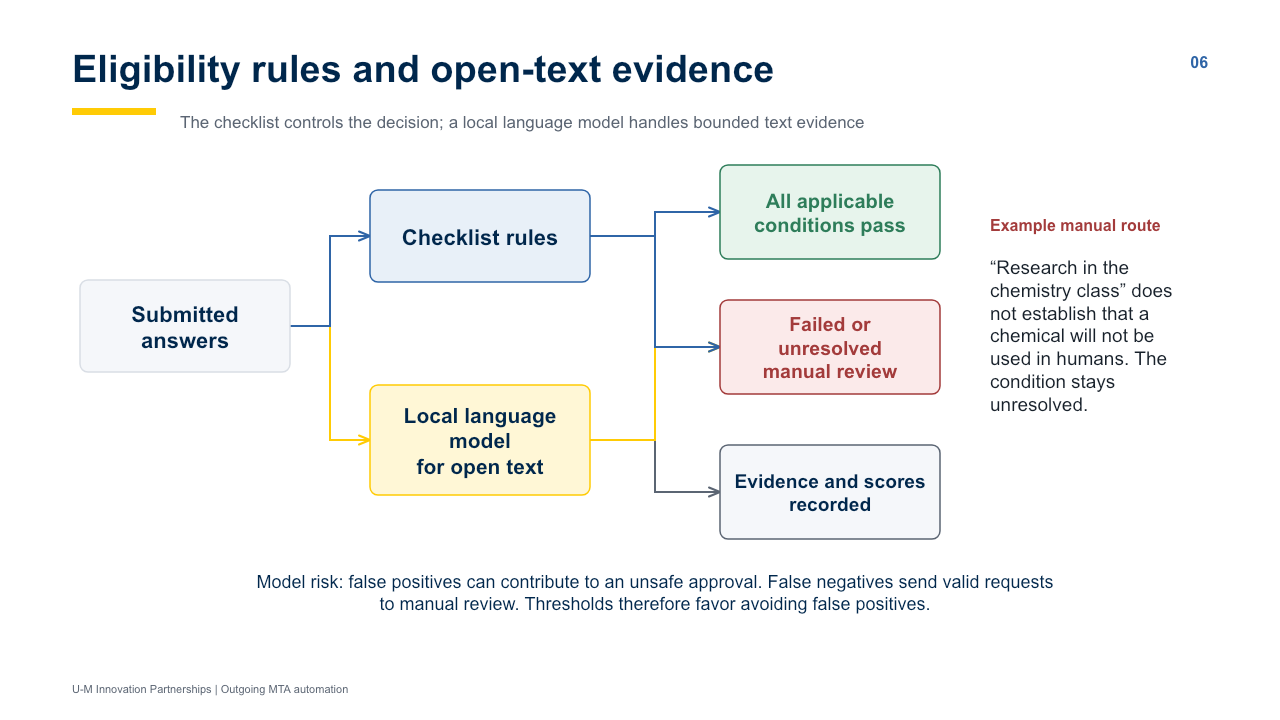 Eligibility rules and open-text evidence
06
The checklist controls the decision; a local language model handles bounded text evidence
Submitted
answers
Checklist rules
Local language
model
for open text
All applicable
conditions pass
Failed or
unresolved
manual review
Evidence and scores
recorded
Example manual route
“Research in the
chemistry class” does
not establish that a
chemical will not be
used in humans. The
condition stays
unresolved.
Model risk: false positives can contribute to an unsafe approval. False negatives send valid requests
to manual review. Thresholds therefore favor avoiding false positives.
U-M Innovation Partnerships | Outgoing MTA automation